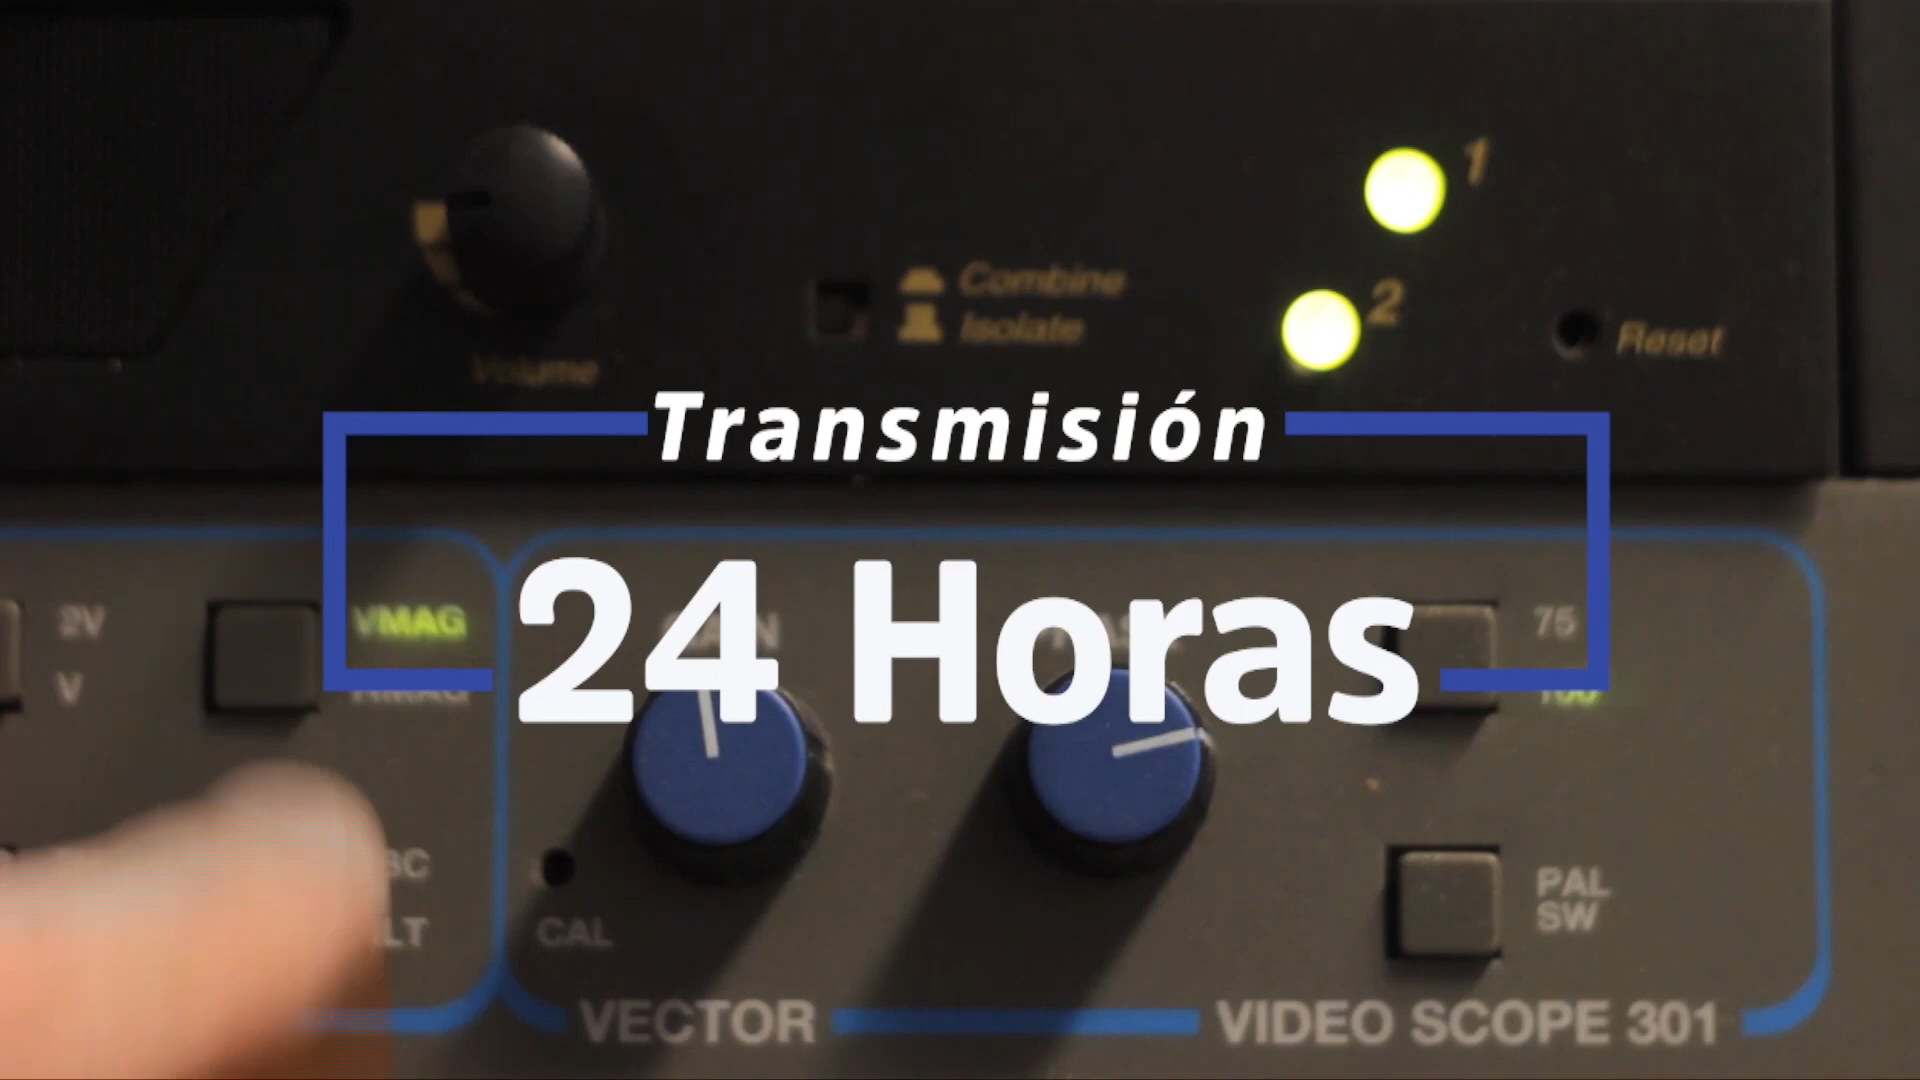 1
2
Combine
Isolate
Reset
Volume
Transmisión
24 Horas
2V
V
VMAG
75
100
CAL
PAL
SW
VECTOR
VIDEO SCOPE 301